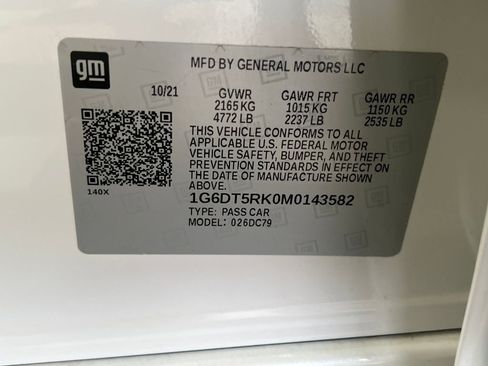 gm
MFD BY GENERAL MOTORS LLC
10/21 GVWR GAWR FRT GAWR RR
2165 KG 1015 KG 1150 KG
4772 LB 2237 LB 2535 LB
THIS VEHICLE CONFORMS TO ALL
APPLICABLE U.S. FEDERAL MOTOR
VEHICLE SAFETY, BUMPER, AND THEFT
PREVENTION STANDARDS IN EFFECT ON
THE DATE OF MANUFACTURE SHOWN
ABOVE.
140X
1G6DT5RK0M0143582
TYPE: PASS CAR
MODEL: 026DC79